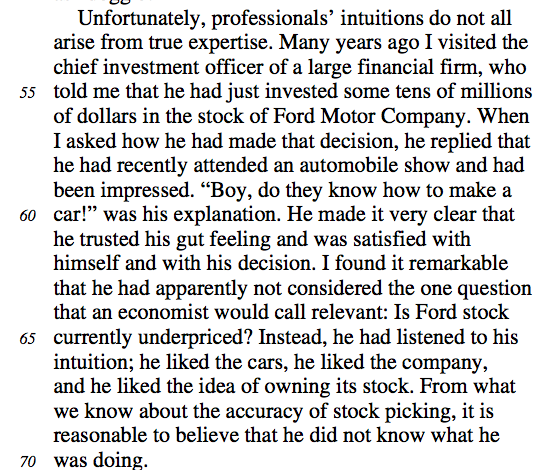 Unfortunately, professionals’ intuitions do not all
arise from true expertise. Many years ago I visited the
chief investment officer of a large financial firm, who
55 told me that he had just invested some tens of millions
of dollars in the stock of Ford Motor Company. When
I asked how he had made that decision, he replied that
he had recently attended an automobile show and had
been impressed. “Boy, do they know how to make a
60 car!” was his explanation. He made it very clear that
he trusted his gut feeling and was satisfied with
himself and with his decision. I found it remarkable
that he had apparently not considered the one question
that an economist would call relevant: Is Ford stock
65 currently underpriced? Instead, he had listened to his
intuition; he liked the cars, he liked the company,
and he liked the idea of owning its stock. From what
we know about the accuracy of stock picking, it is
reasonable to believe that he did not know what he
70 was doing.